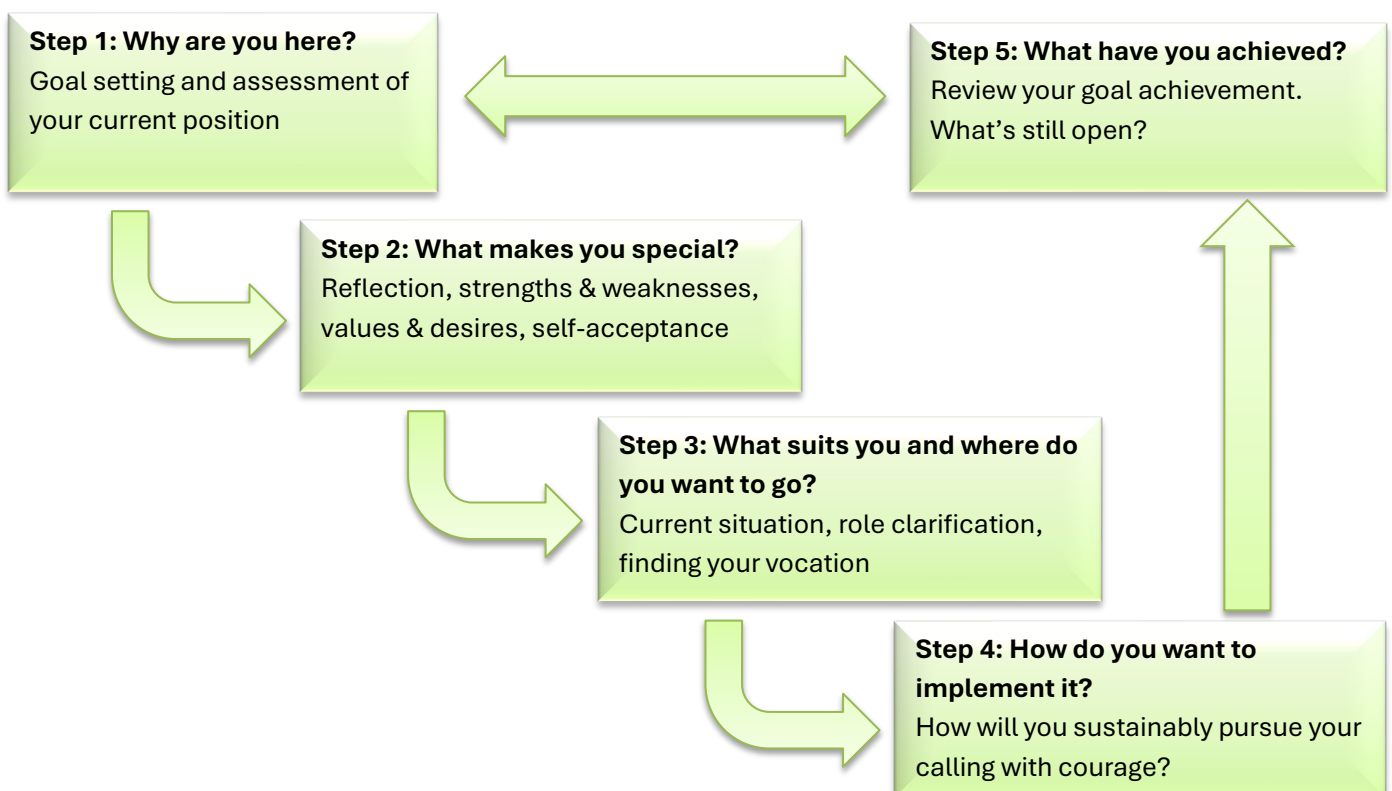 Step 1: Why are you here?
Goal setting and assessment of
your current position
Step 5: What have you achieved?
Review your goal achievement.
What’s still open?
Step 2: What makes you special?
Reflection, strengths & weaknesses,
values & desires, self-acceptance
Step 3: What suits you and where do
you want to go?
Current situation, role clarification,
finding your vocation
Step 4: How do you want to
implement it?
How will you sustainably pursue your
calling with courage?